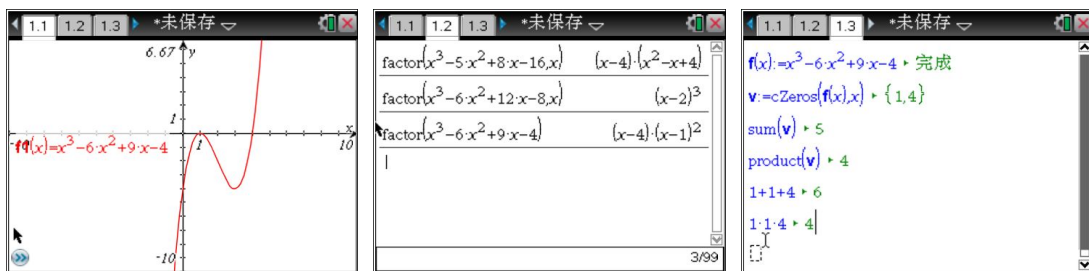 1.1 1.2 1.3 *未保存
6.67 y
1
x
f1(x)=x³-6·x²+9·x-4
1
10
-10
1.1 1.2 1.3 *未保存
factor(x³-5·x²+8·x-16,x) (x-4)·(x²-x+4)
factor(x³-6·x²+12·x-8,x) (x-2)³
factor(x³-6·x²+9·x-4) (x-4)·(x-1)²
3/99
1.1 1.2 1.3 *未保存
f(x):=x³-6·x²+9·x-4 ▸ 完成
v:=cZeros(f(x),x) ▸ {1,4}
sum(v) ▸ 5
product(v) ▸ 4
1+1+4 ▸ 6
1·1·4 ▸ 4